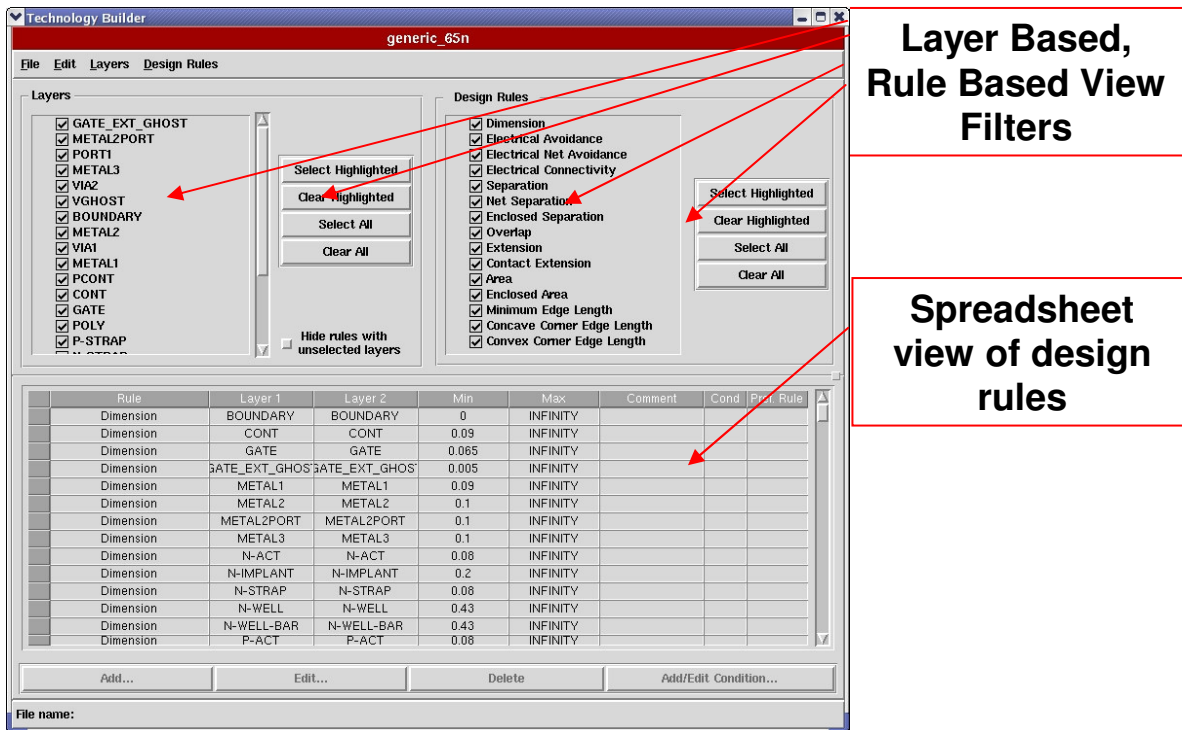 Technology Builder
generic_65n
File Edit Layers Design Rules
Layers
GATE_EXT_GHOST
METAL2PORT
PORT1
METAL3
VIA2
VGHOST
BOUNDARY
METAL2
VIA1
METAL1
PCONT
CONT
GATE
POLY
P-STRAP
N-STRAP
Select Highlighted
Clear Highlighted
Select All
Clear All
Hide rules with
unselected layers
Design Rules
Dimension
Electrical Avoidance
Electrical Net Avoidance
Electrical Connectivity
Separation
Net Separation
Enclosed Separation
Overlap
Extension
Contact Extension
Area
Enclosed Area
Minimum Edge Length
Concave Corner Edge Length
Convex Corner Edge Length
Select Highlighted
Clear Highlighted
Select All
Clear All
Rule Layer 1 Layer 2 Min Max Comment Cond Pref. Rule
Dimension BOUNDARY BOUNDARY 0 INFINITY
Dimension CONT CONT 0.09 INFINITY
Dimension GATE GATE 0.065 INFINITY
Dimension GATE_EXT_GHOST GATE_EXT_GHOST 0.005 INFINITY
Dimension METAL1 METAL1 0.09 INFINITY
Dimension METAL2 METAL2 0.1 INFINITY
Dimension METAL2PORT METAL2PORT 0.1 INFINITY
Dimension METAL3 METAL3 0.1 INFINITY
Dimension N-ACT N-ACT 0.08 INFINITY
Dimension N-IMPLANT N-IMPLANT 0.2 INFINITY
Dimension N-STRAP N-STRAP 0.08 INFINITY
Dimension N-WELL N-WELL 0.43 INFINITY
Dimension N-WELL-BAR N-WELL-BAR 0.43 INFINITY
Dimension P-ACT P-ACT 0.08 INFINITY
Add... Edit... Delete Add/Edit Condition...
File name:
Layer Based,
Rule Based View
Filters
Spreadsheet
view of design
rules